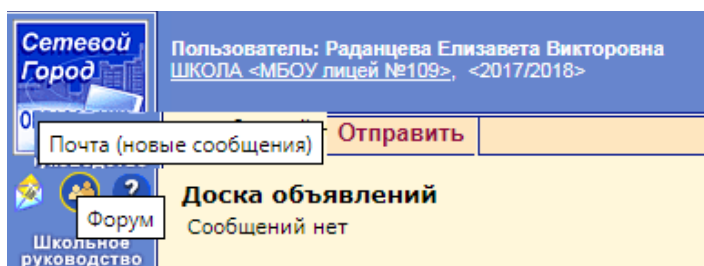 Сетевой
Город
Пользователь: Раданцева Елизавета Викторовна
ШКОЛА <МБОУ лицей №109>, <2017/2018>
Почта (новые сообщения)
Отправить
?
Форум
Доска объявлений
Сообщений нет
Школьное
руководство